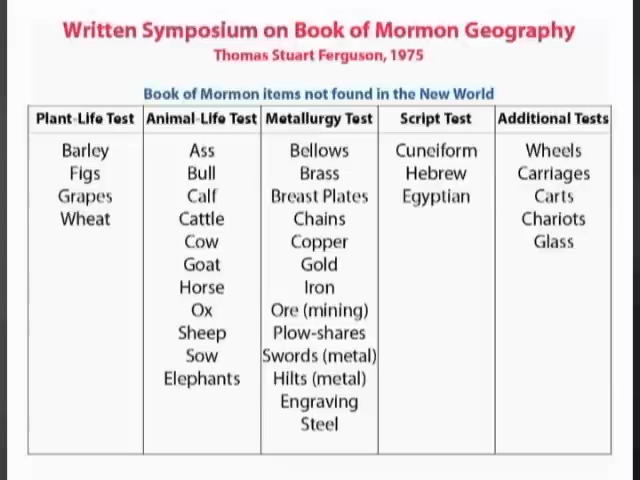 Written Symposium on Book of Mormon Geography
Thomas Stuart Ferguson, 1975
Book of Mormon items not found in the New World
Plant-Life Test Animal-Life Test Metallurgy Test Script Test Additional Tests
Barley Ass Bellows Cuneiform Wheels
Figs Bull Brass Hebrew Carriages
Grapes Calf Breast Plates Egyptian Carts
Wheat Cattle Chains Chariots
Cow Copper Glass
Goat Gold
Horse Iron
Ox Ore (mining)
Sheep Plow-shares
Sow Swords (metal)
Elephants Hilts (metal)
Engraving
Steel